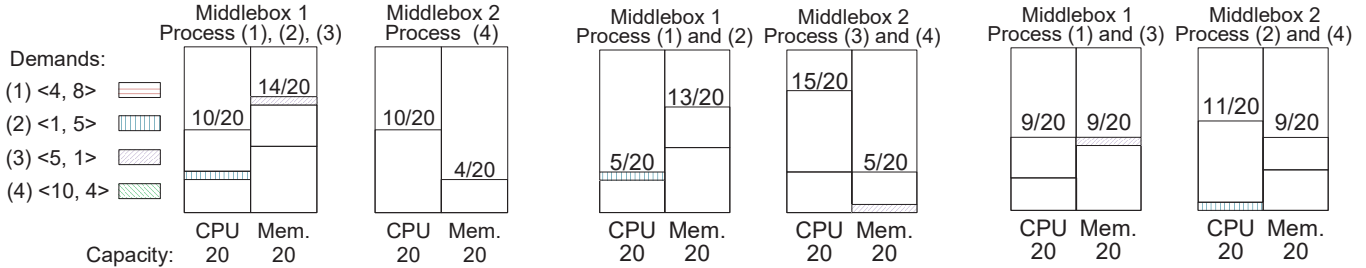 Demands:
(1) <4, 8>
(2) <1, 5>
(3) <5, 1>
(4) <10, 4>
Capacity:
Middlebox 1
Process (1), (2), (3)
10/20
14/20
CPU Mem.
20 20
Middlebox 2
Process (4)
10/20
4/20
CPU Mem.
20 20
Middlebox 1
Process (1) and (2)
5/20
13/20
CPU Mem.
20 20
Middlebox 2
Process (3) and (4)
15/20
5/20
CPU Mem.
20 20
Middlebox 1
Process (1) and (3)
9/20 9/20
CPU Mem.
20 20
Middlebox 2
Process (2) and (4)
11/20
9/20
CPU Mem.
20 20